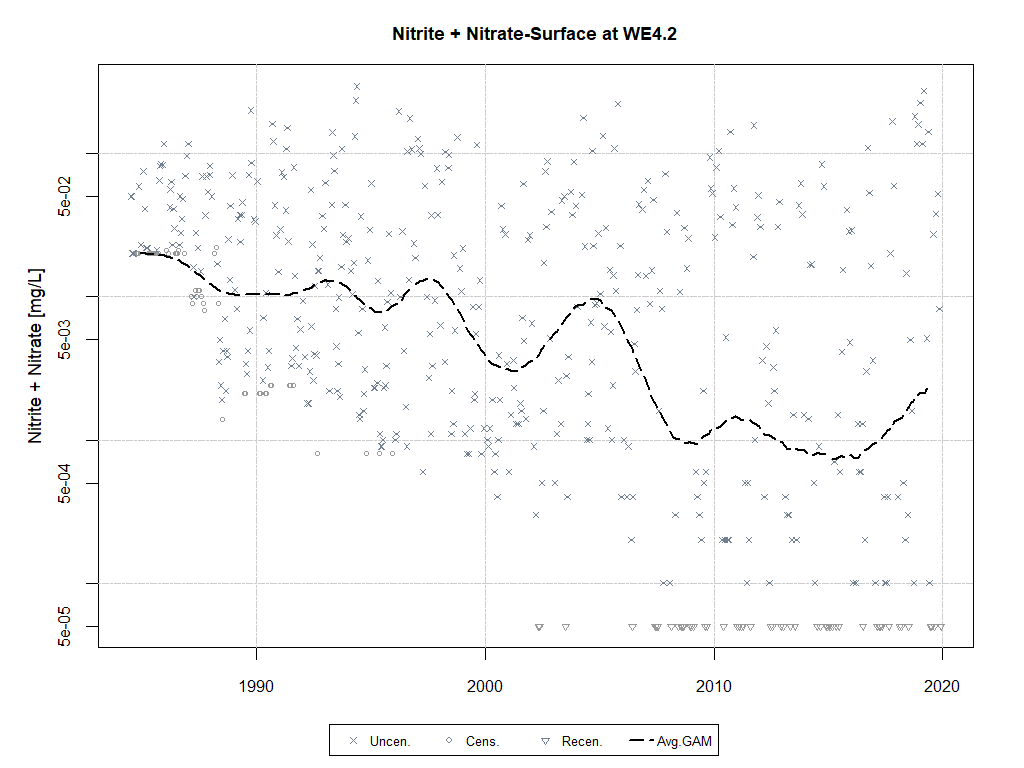 Nitrite + Nitrate-Surface at WE4.2
Nitrite + Nitrate [mg/L]
5e-02
5e-03
5e-04
5e-05
1990 2000 2010 2020
Uncen. Cens. Recen. Avg.GAM